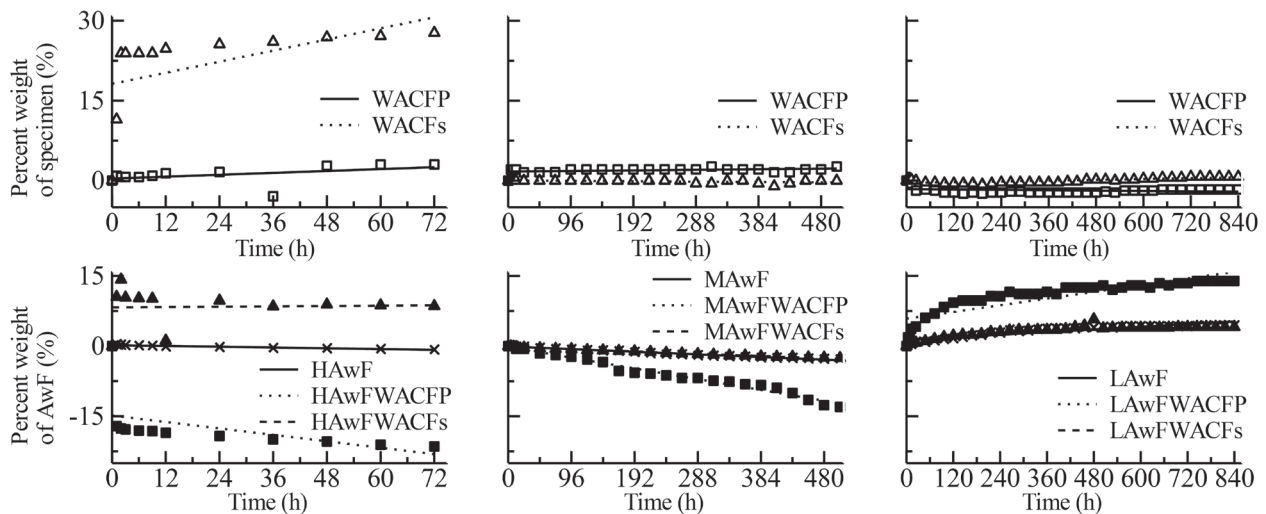 Percent weight
of specimen (%)
30
15
0
WACFP
WACFs
0 12 24 36 48 60 72
Time (h)
WACFP
WACFs
0 96 192 288 384 480
Time (h)
WACFP
WACFs
0 120 240 360 480 600 720 840
Time (h)
Percent weight
of AwF (%)
15
0
-15
HAwF
HAwFWACFP
HAwFWACFs
0 12 24 36 48 60 72
Time (h)
MAwF
MAwFWACFP
MAwFWACFs
0 96 192 288 384 480
Time (h)
LAwF
LAwFWACFP
LAwFWACFs
0 120 240 360 480 600 720 840
Time (h)